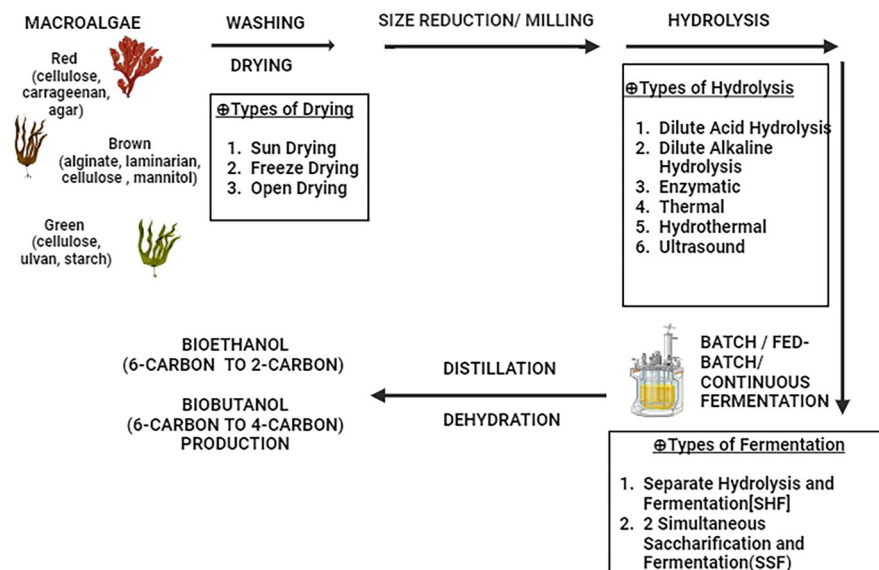 MACROALGAE
Red
(cellulose,
carrageenan,
agar)
Brown
(alginate, laminarian,
cellulose , mannitol)
Green
(cellulose,
ulvan, starch)
WASHING
DRYING
⊕Types of Drying
1. Sun Drying
2. Freeze Drying
3. Open Drying
SIZE REDUCTION/ MILLING
HYDROLYSIS
⊕Types of Hydrolysis
1. Dilute Acid Hydrolysis
2. Dilute Alkaline
Hydrolysis
3. Enzymatic
4. Thermal
5. Hydrothermal
6. Ultrasound
BATCH / FED-
BATCH/
CONTINUOUS
FERMENTATION
⊕Types of Fermentation
1. Separate Hydrolysis and
Fermentation[SHF]
2. 2 Simultaneous
Saccharification and
Fermentation(SSF)
DISTILLATION
DEHYDRATION
BIOETHANOL
(6-CARBON TO 2-CARBON)
BIOBUTANOL
(6-CARBON TO 4-CARBON)
PRODUCTION